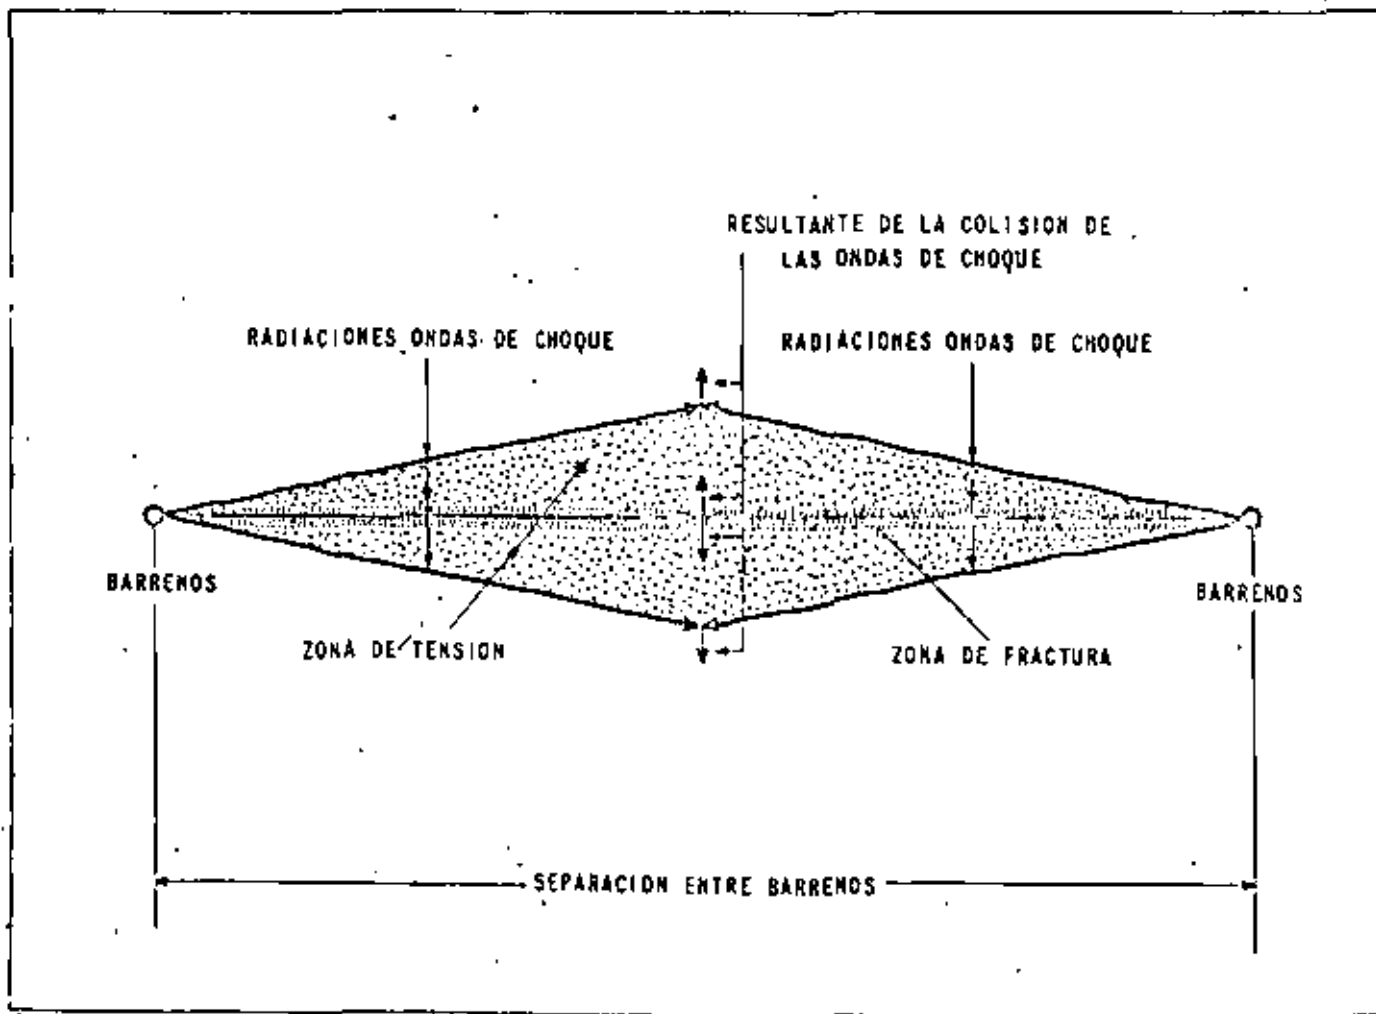 RESULTANTE DE LA COLISION DE
LAS ONDAS DE CHOQUE
RADIACIONES ONDAS DE CHOQUE
RADIACIONES ONDAS DE CHOQUE
BARRENOS
BARRENOS
ZONA DE TENSION
ZONA DE FRACTURA
SEPARACION ENTRE BARRENOS